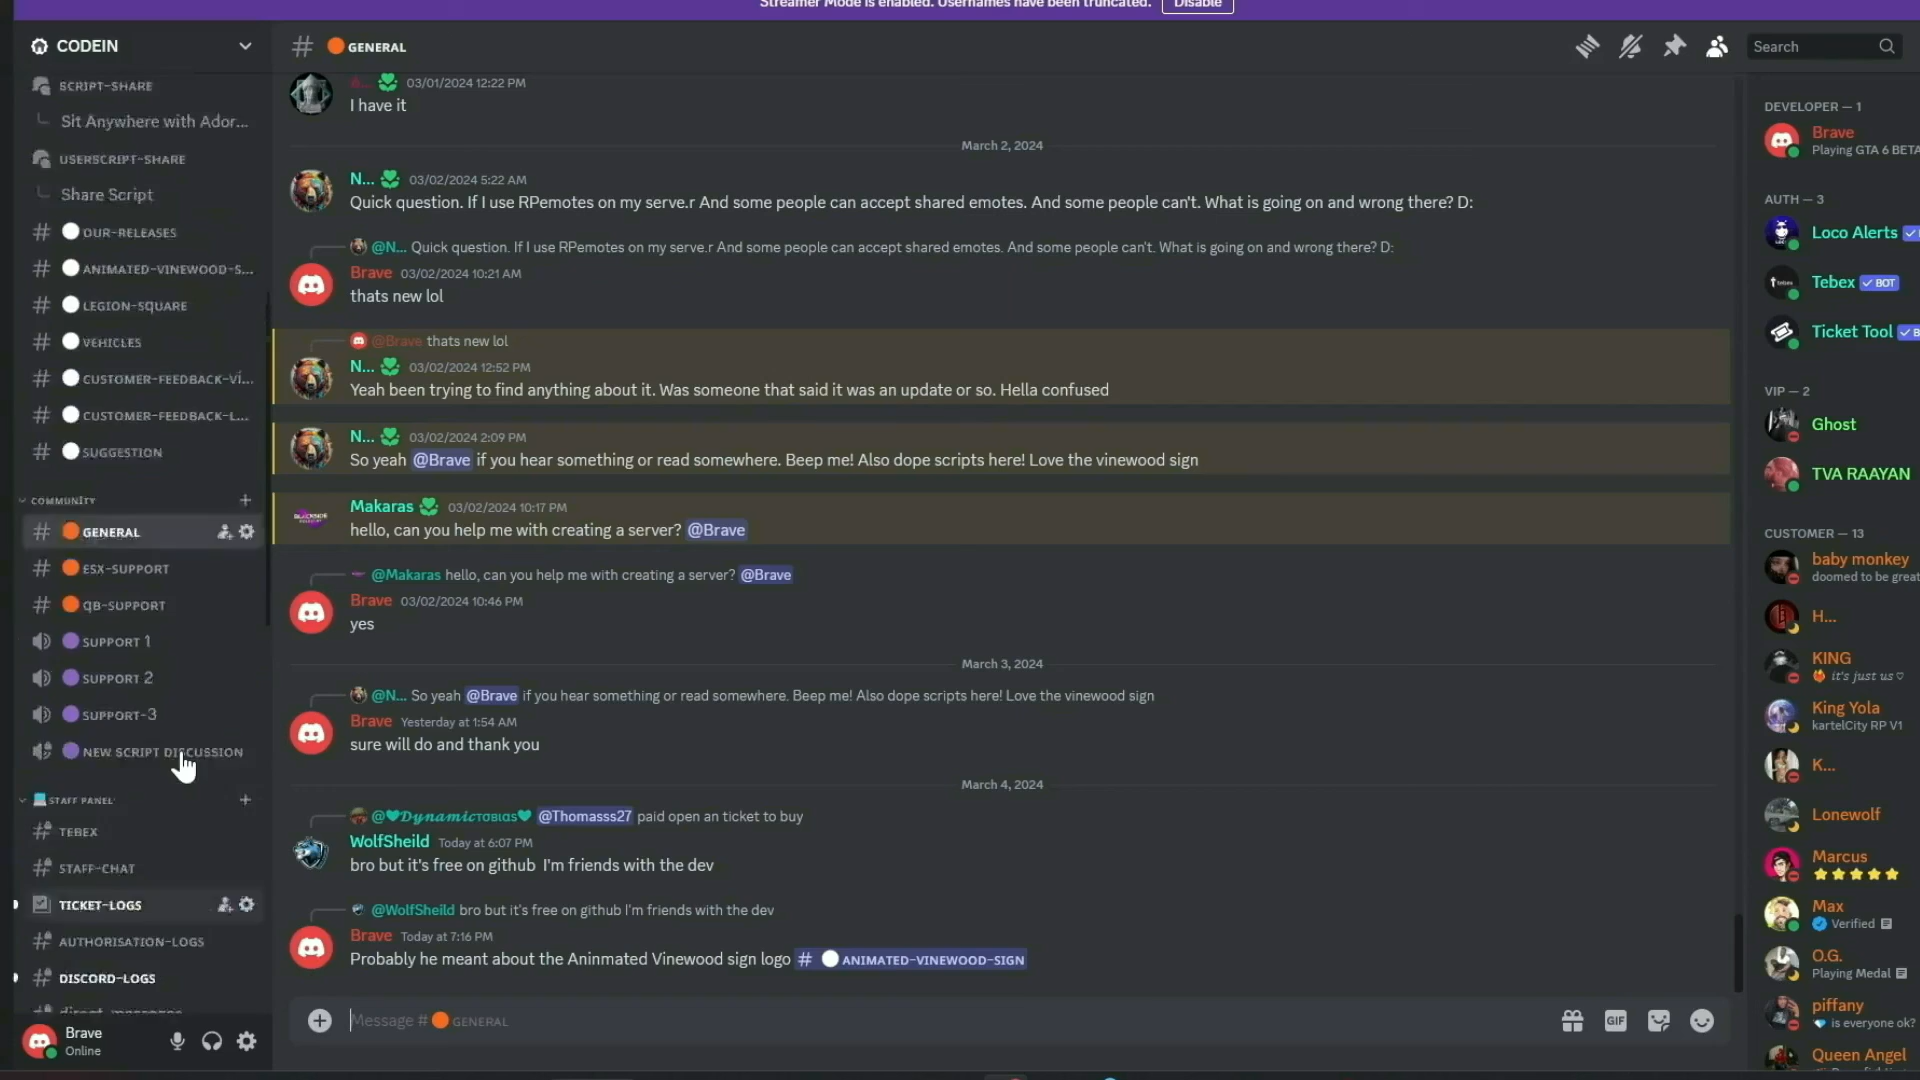 Streamer Mode is enabled. Usernames have been truncated. Disable
CODEIN
SCRIPT-SHARE
Sit Anywhere with Ador...
USERSCRIPT-SHARE
Share Script
OUR-RELEASES
ANIMATED-VINEWOOD-S...
LEGION-SQUARE
VEHICLES
CUSTOMER-FEEDBACK-VI...
CUSTOMER-FEEDBACK-L...
SUGGESTION
COMMUNITY
GENERAL
ESX-SUPPORT
QB-SUPPORT
SUPPORT 1
SUPPORT 2
SUPPORT-3
NEW SCRIPT DISCUSSION
STAFF PANEL
TEBEX
STAFF-CHAT
TICKET-LOGS
AUTHORISATION-LOGS
DISCORD-LOGS
direct-messages
Brave
Online
# GENERAL
Search
03/01/2024 12:22 PM
I have it
March 2, 2024
N... 03/02/2024 5:22 AM
Quick question. If I use RPemotes on my serve.r And some people can accept shared emotes. And some people can't. What is going on and wrong there? D:
@N... Quick question. If I use RPemotes on my serve.r And some people can accept shared emotes. And some people can't. What is going on and wrong there? D:
Brave 03/02/2024 10:21 AM
thats new lol
@Brave thats new lol
N... 03/02/2024 12:52 PM
Yeah been trying to find anything about it. Was someone that said it was an update or so. Hella confused
N... 03/02/2024 2:09 PM
So yeah @Brave if you hear something or read somewhere. Beep me! Also dope scripts here! Love the vinewood sign
Makaras 03/02/2024 10:17 PM
hello, can you help me with creating a server? @Brave
@Makaras hello, can you help me with creating a server? @Brave
Brave 03/02/2024 10:46 PM
yes
March 3, 2024
@N... So yeah @Brave if you hear something or read somewhere. Beep me! Also dope scripts here! Love the vinewood sign
Brave Yesterday at 1:54 AM
sure will do and thank you
March 4, 2024
@♥𝓓𝔂𝓷𝓪𝓶𝓲𝓬ᴛᴏʙɪᴀs♥ @Thomasss27 paid open an ticket to buy
WolfSheild Today at 6:07 PM
bro but it's free on github I'm friends with the dev
@WolfSheild bro but it's free on github I'm friends with the dev
Brave Today at 7:16 PM
Probably he meant about the Aninmated Vinewood sign logo # ANIMATED-VINEWOOD-SIGN
Message # GENERAL
GIF
DEVELOPER — 1
Brave
Playing GTA 6 BETA
AUTH — 3
Loco Alerts
Tebex BOT
Ticket Tool
VIP — 2
Ghost
TVA RAAYAN
CUSTOMER — 13
baby monkey
doomed to be great
H...
KING
it's just us ♡
King Yola
kartelCity RP V1
K...
Lonewolf
Marcus
Max
Verified
O.G.
Playing Medal
piffany
is everyone ok?
Queen Angel